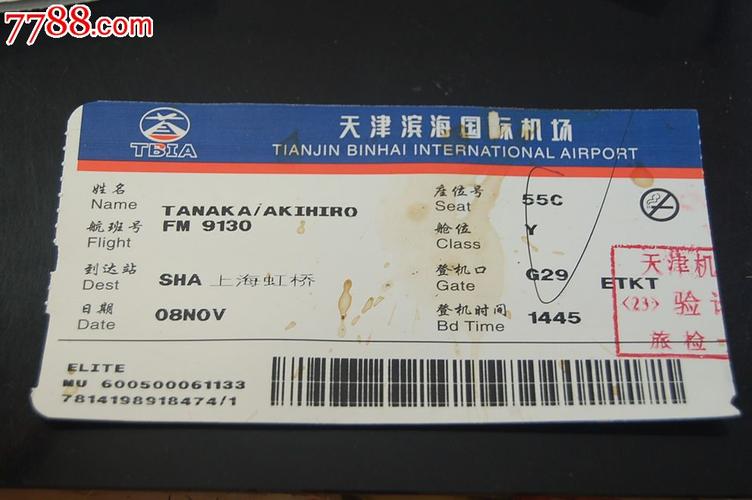 7788.com
天津滨海国际机场
TBIA
TIANJIN BINHAI INTERNATIONAL AIRPORT
姓名
Name
TANAKA/AKIHIRO
座位号
Seat
55C
航班号
Flight
FM 9130
舱位
Class
Y
到达站
Dest
SHA 上海虹桥
登机口
Gate
G29
ETKT
日期
Date
08NOV
登机时间
Bd Time
1445
天津机
<23> 验讠
旅检一
ELITE
MU 600500061133
7814198918474/1